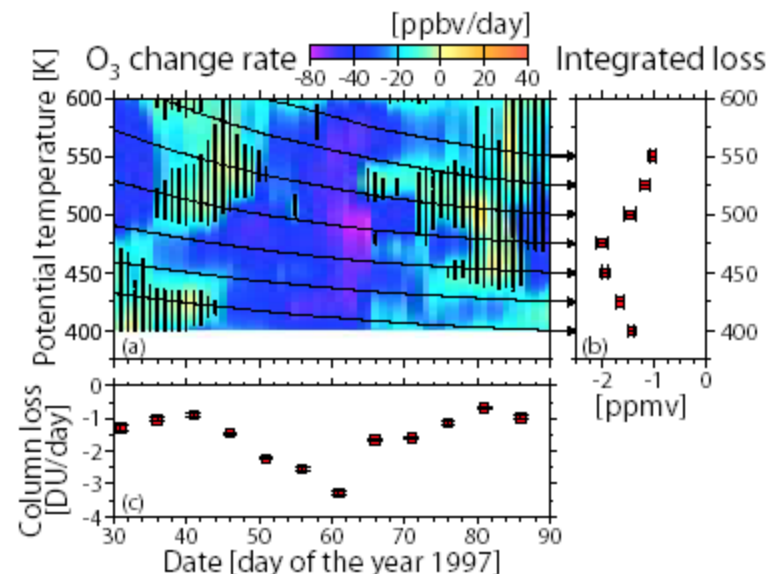 [ppbv/day]
O3 change rate
-80 -40 -20 0 20 40
Integrated loss
Potential temperature [K]
600
550
500
450
400
(a)
600
550
500
450
400
(b)
-2 -1 0
[ppmv]
Column loss
[DU/day]
0
-1
-2
-3
-4
(c)
30 40 50 60 70 80 90
Date [day of the year 1997]